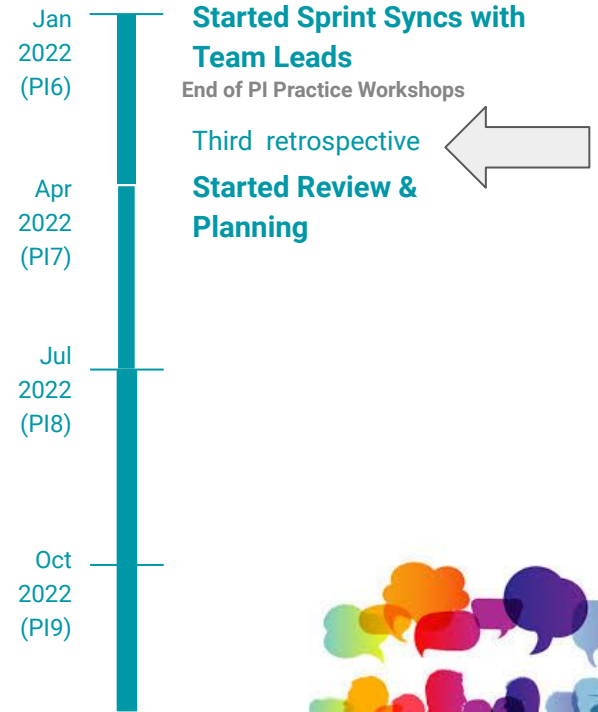 Jan
2022
(PI6)
Started Sprint Syncs with
Team Leads
End of PI Practice Workshops
Third retrospective
Apr
2022
(PI7)
Started Review &
Planning
Jul
2022
(PI8)
Oct
2022
(PI9)